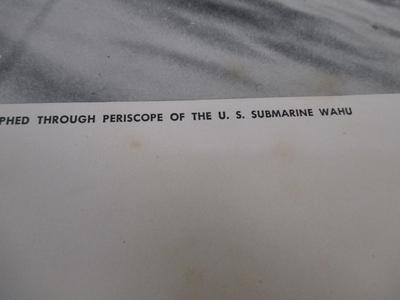 PHED THROUGH PERISCOPE OF THE U. S. SUBMARINE WAHU